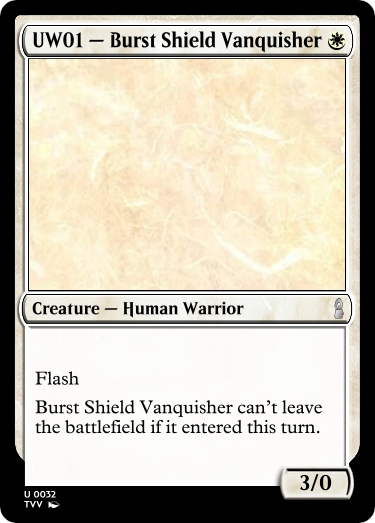 UW01 — Burst Shield Vanquisher
Creature — Human Warrior
Flash
Burst Shield Vanquisher can't leave
the battlefield if it entered this turn.
3/0
U 0032
TVV